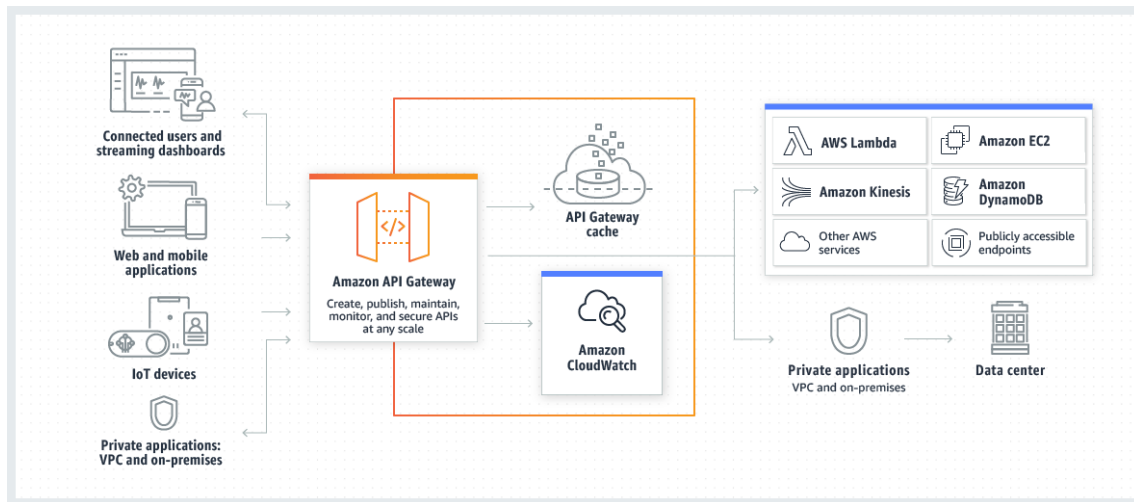 Connected users and
streaming dashboards
Web and mobile
applications
IoT devices
Private applications:
VPC and on-premises
</>
Amazon API Gateway
Create, publish, maintain,
monitor, and secure APIs
at any scale
API Gateway
cache
Amazon
CloudWatch
AWS Lambda
Amazon EC2
Amazon Kinesis
Amazon
DynamoDB
Other AWS
services
Publicly accessible
endpoints
Private applications
VPC and on-premises
Data center